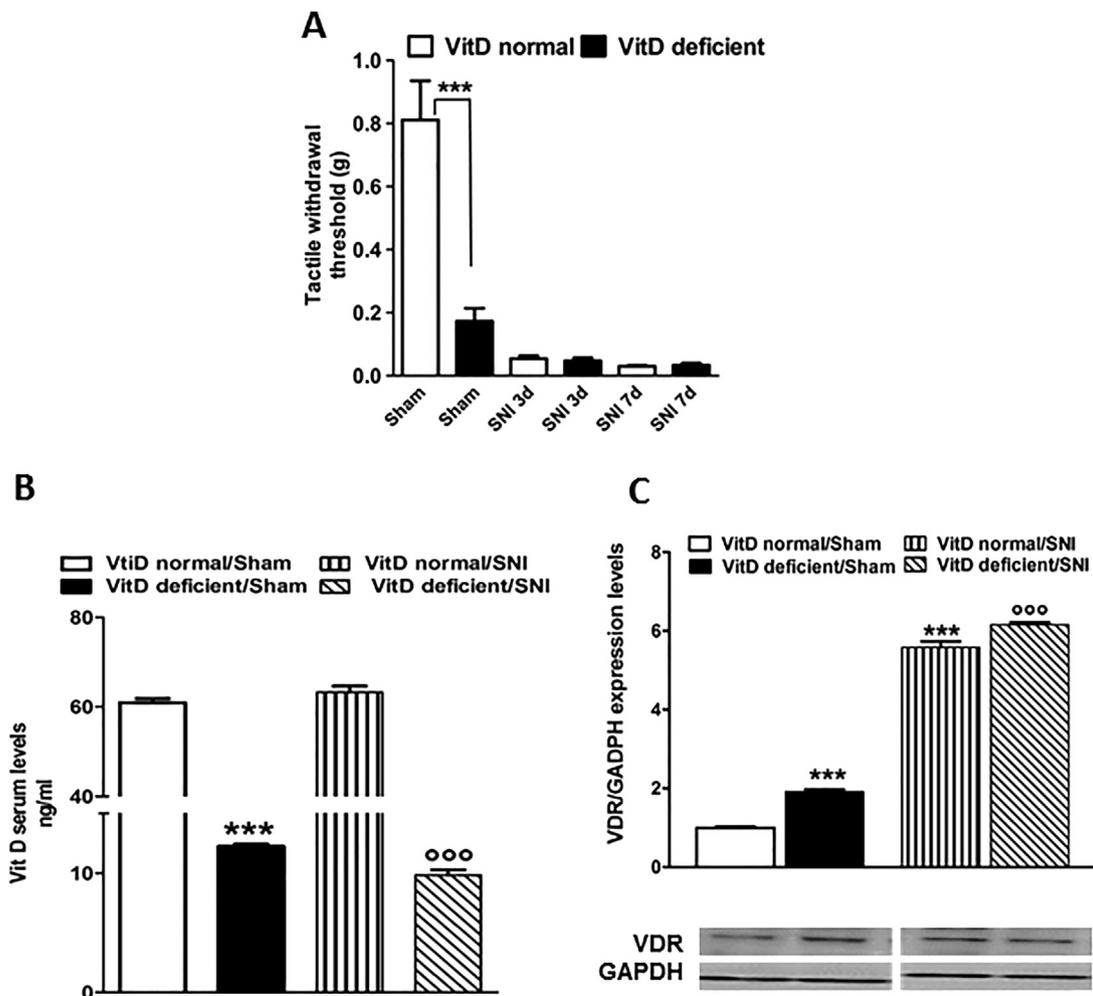 A
VitD normal VitD deficient
1.0
0.8
0.6
0.4
0.2
0.0
Tactile withdrawal
threshold (g)
***
Sham Sham SNI 3d SNI 3d SNI 7d SNI 7d
B
VtiD normal/Sham VitD normal/SNI
VitD deficient/Sham VitD deficient/SNI
80
60
40
10
0
Vit D serum levels
ng/ml
***
°°°
C
VitD normal/Sham VitD normal/SNI
VitD deficient/Sham VitD deficient/SNI
8
6
4
2
0
VDR/GADPH expression levels
***
***
°°°
VDR
GAPDH